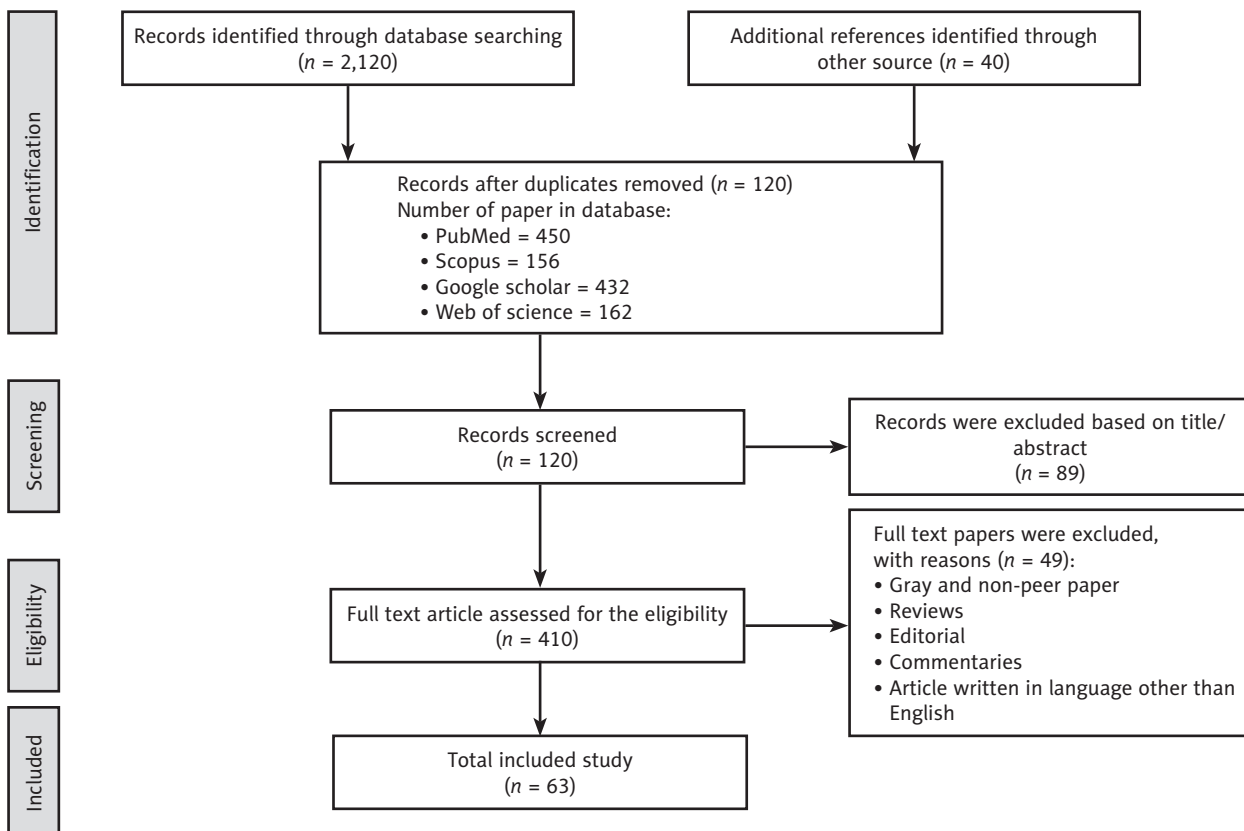 Identification
Records identified through database searching
(n = 2,120)
Additional references identified through
other source (n = 40)
Records after duplicates removed (n = 120)
Number of paper in database:
• PubMed = 450
• Scopus = 156
• Google scholar = 432
• Web of science = 162
Screening
Records screened
(n = 120)
Records were excluded based on title/
abstract
(n = 89)
Eligibility
Full text article assessed for the eligibility
(n = 410)
Full text papers were excluded,
with reasons (n = 49):
• Gray and non-peer paper
• Reviews
• Editorial
• Commentaries
• Article written in language other than
English
Included
Total included study
(n = 63)